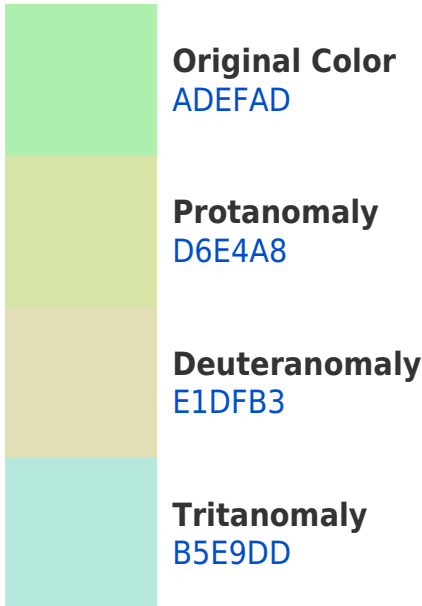 Original Color
ADEFAD
Protanomaly
D6E4A8
Deuteranomaly
E1DFB3
Tritanomaly
B5E9DD